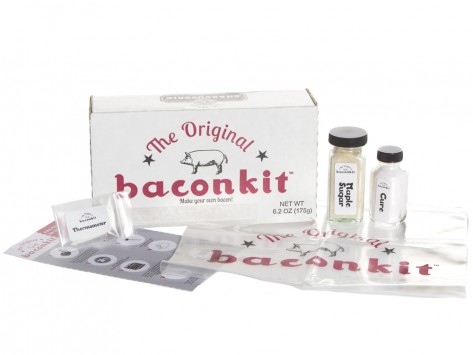 The Original
baconkit™
Make your own bacon!
NET WT
6.2 OZ (175g)
Maple
Sugar
baconkit
Cure
Thermometer
The Original
baconkit™